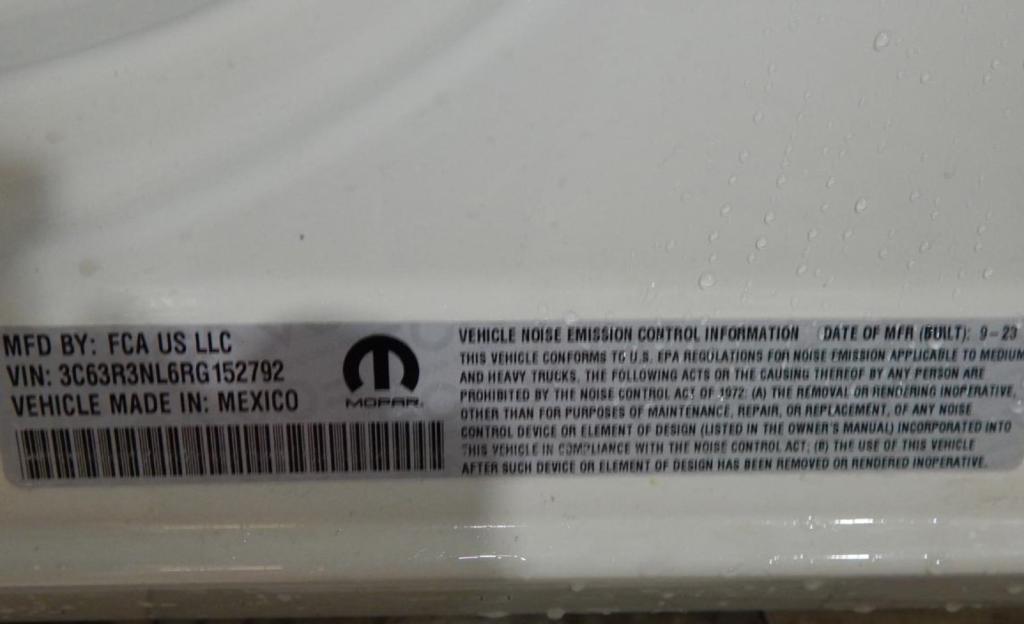 MFD BY: FCA US LLC
VIN: 3C63R3NL6RG152792
VEHICLE MADE IN: MEXICO
MOPAR
VEHICLE NOISE EMISSION CONTROL INFORMATION DATE OF MFR (BUILT): 9-23
THIS VEHICLE CONFORMS TO U.S. EPA REGULATIONS FOR NOISE EMISSION APPLICABLE TO MEDIUM
AND HEAVY TRUCKS. THE FOLLOWING ACTS OR THE CAUSING THEREOF BY ANY PERSON ARE
PROHIBITED BY THE NOISE CONTROL ACT OF 1972: (A) THE REMOVAL OR RENDERING INOPERATIVE,
OTHER THAN FOR PURPOSES OF MAINTENANCE, REPAIR, OR REPLACEMENT, OF ANY NOISE
CONTROL DEVICE OR ELEMENT OF DESIGN (LISTED IN THE OWNER'S MANUAL) INCORPORATED INTO
THIS VEHICLE IN COMPLIANCE WITH THE NOISE CONTROL ACT; (B) THE USE OF THIS VEHICLE
AFTER SUCH DEVICE OR ELEMENT OF DESIGN HAS BEEN REMOVED OR RENDERED INOPERATIVE.